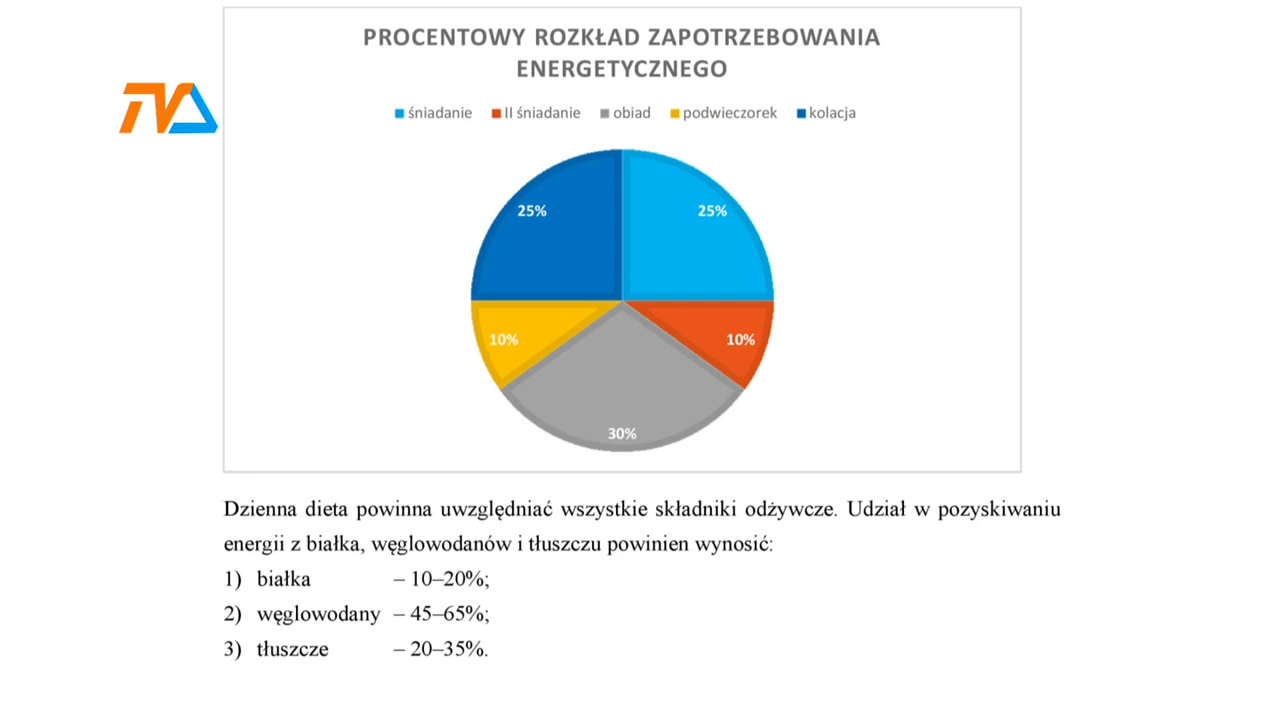 PROCENTOWY ROZKŁAD ZAPOTRZEBOWANIA
ENERGETYCZNEGO
TVA
śniadanie II śniadanie obiad podwieczorek kolacja
25% 25%
10% 10%
30%
Dzienna dieta powinna uwzględniać wszystkie składniki odżywcze. Udział w pozyskiwaniu
energii z białka, węglowodanów i tłuszczu powinien wynosić:
1) białka – 10–20%;
2) węglowodany – 45–65%;
3) tłuszcze – 20–35%.